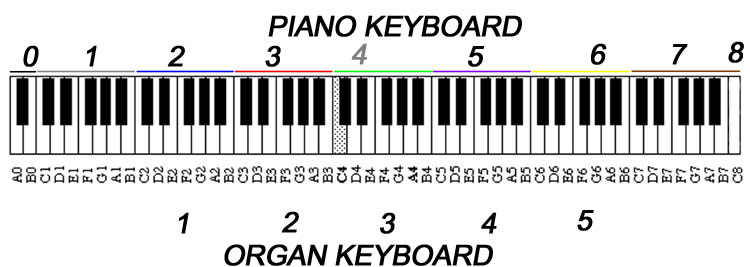 PIANO KEYBOARD
0 1 2 3 4 5 6 7 8
A0 B0 C1 D1 E1 F1 G1 A1 B1 C2 D2 E2 F2 G2 A2 B2 C3 D3 E3 F3 G3 A3 B3 C4 D4 E4 F4 G4 A4 B4 C5 D5 E5 F5 G5 A5 B5 C6 D6 E6 F6 G6 A6 B6 C7 D7 E7 F7 G7 A7 B7 C8
1 2 3 4 5
ORGAN KEYBOARD